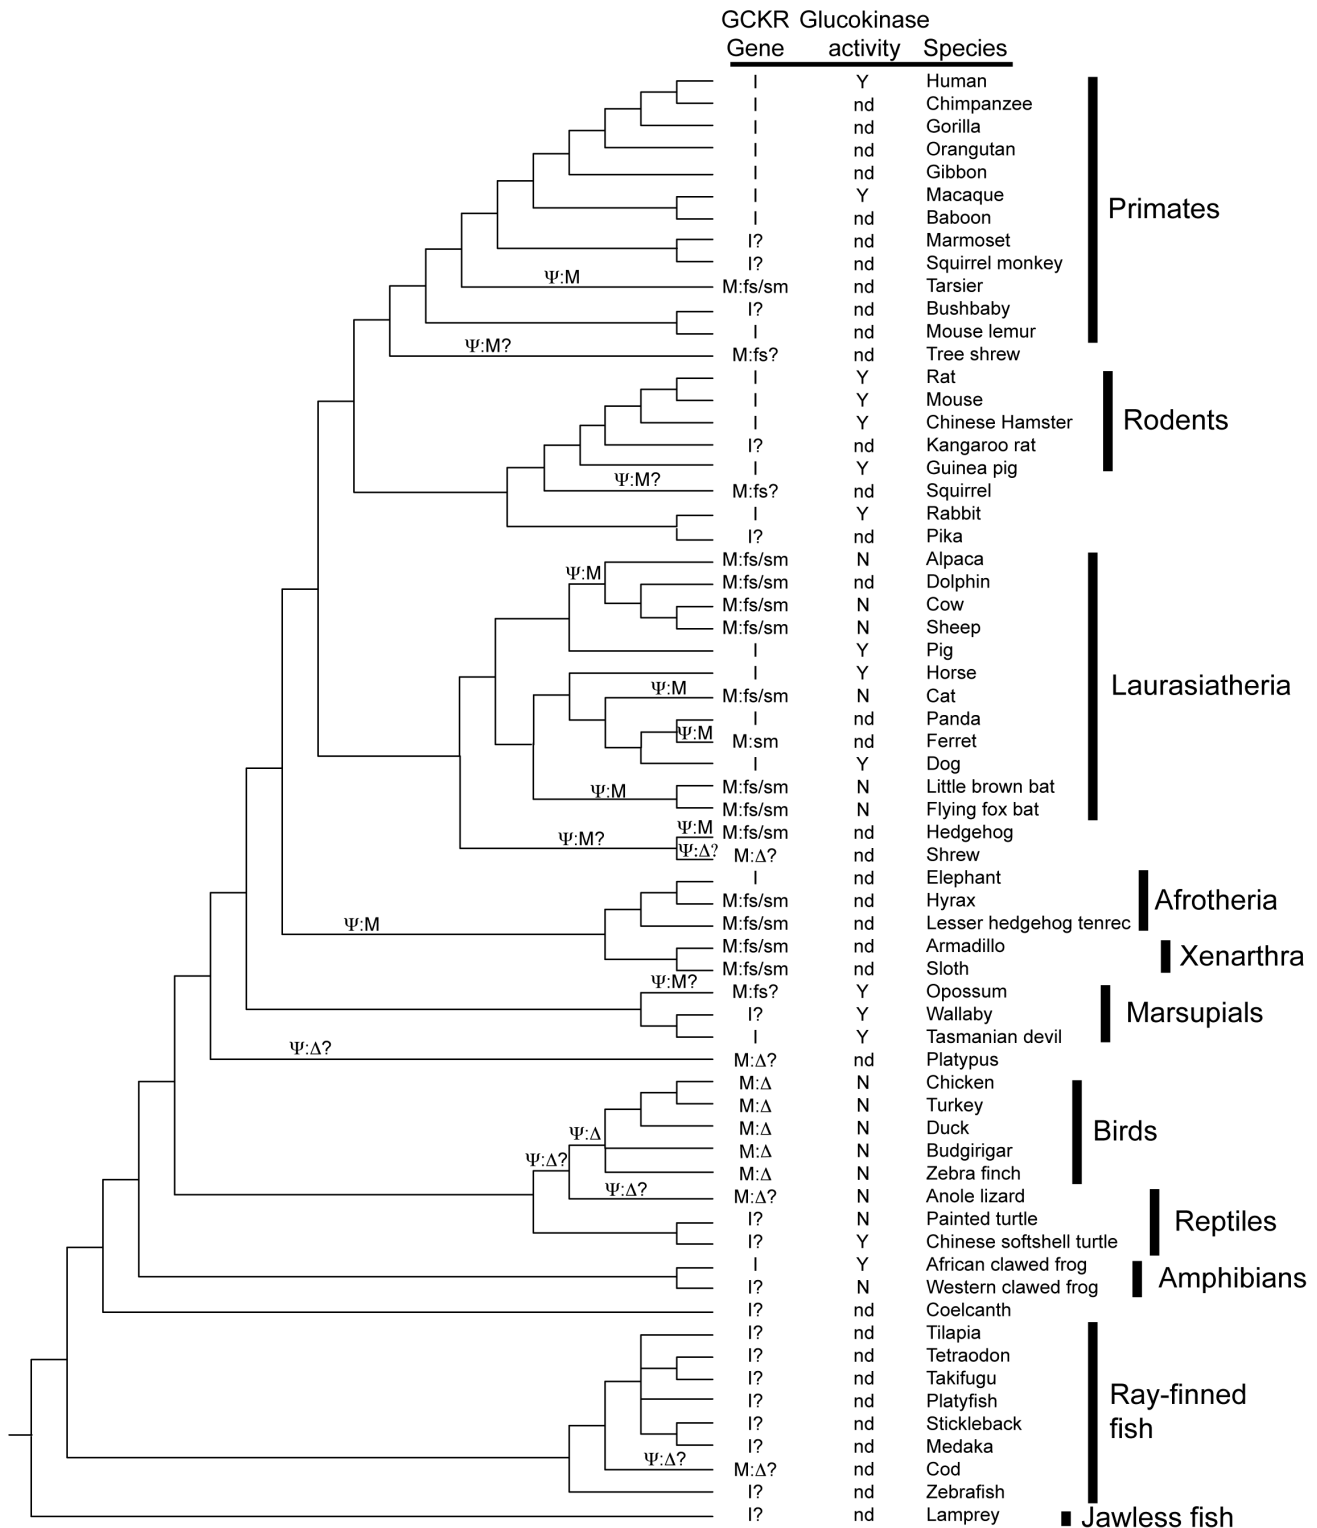 GCKR Glucokinase
Gene activity Species
I Y Human
I nd Chimpanzee
I nd Gorilla
I nd Orangutan
I nd Gibbon
I Y Macaque
Primates
I nd Baboon
I? nd Marmoset
I? nd Squirrel monkey
Ψ:M M:fs/sm nd Tarsier
I? nd Bushbaby
I nd Mouse lemur
Ψ:M? M:fs? nd Tree shrew
I Y Rat
I Y Mouse
I Y Chinese Hamster
Rodents
I? nd Kangaroo rat
I Y Guinea pig
Ψ:M? M:fs? nd Squirrel
I Y Rabbit
I? nd Pika
M:fs/sm N Alpaca
Ψ:M M:fs/sm nd Dolphin
M:fs/sm N Cow
M:fs/sm N Sheep
I Y Pig
I Y Horse
Laurasiatheria
Ψ:M M:fs/sm N Cat
I nd Panda
Ψ:M M:sm nd Ferret
I Y Dog
M:fs/sm N Little brown bat
Ψ:M M:fs/sm N Flying fox bat
Ψ:M M:fs/sm nd Hedgehog
Ψ:M? Ψ:Δ? M:Δ? nd Shrew
I nd Elephant
M:fs/sm nd Hyrax Afrotheria
Ψ:M M:fs/sm nd Lesser hedgehog tenrec
M:fs/sm nd Armadillo
Xenarthra
M:fs/sm nd Sloth
Ψ:M? M:fs? Y Opossum
I? Y Wallaby Marsupials
I Y Tasmanian devil
Ψ:Δ? M:Δ? nd Platypus
M:Δ N Chicken
M:Δ N Turkey
Ψ:Δ M:Δ N Duck Birds
Ψ:Δ? M:Δ N Budgirigar
M:Δ N Zebra finch
Ψ:Δ? M:Δ? N Anole lizard
I? N Painted turtle Reptiles
I? Y Chinese softshell turtle
I Y African clawed frog
Amphibians
I? N Western clawed frog
I? nd Coelcanth
I? nd Tilapia
I? nd Tetraodon
I? nd Takifugu
Ray-finned
I? nd Platyfish
fish
I? nd Stickleback
I? nd Medaka
Ψ:Δ? M:Δ? nd Cod
I? nd Zebrafish
I? nd Lamprey Jawless fish